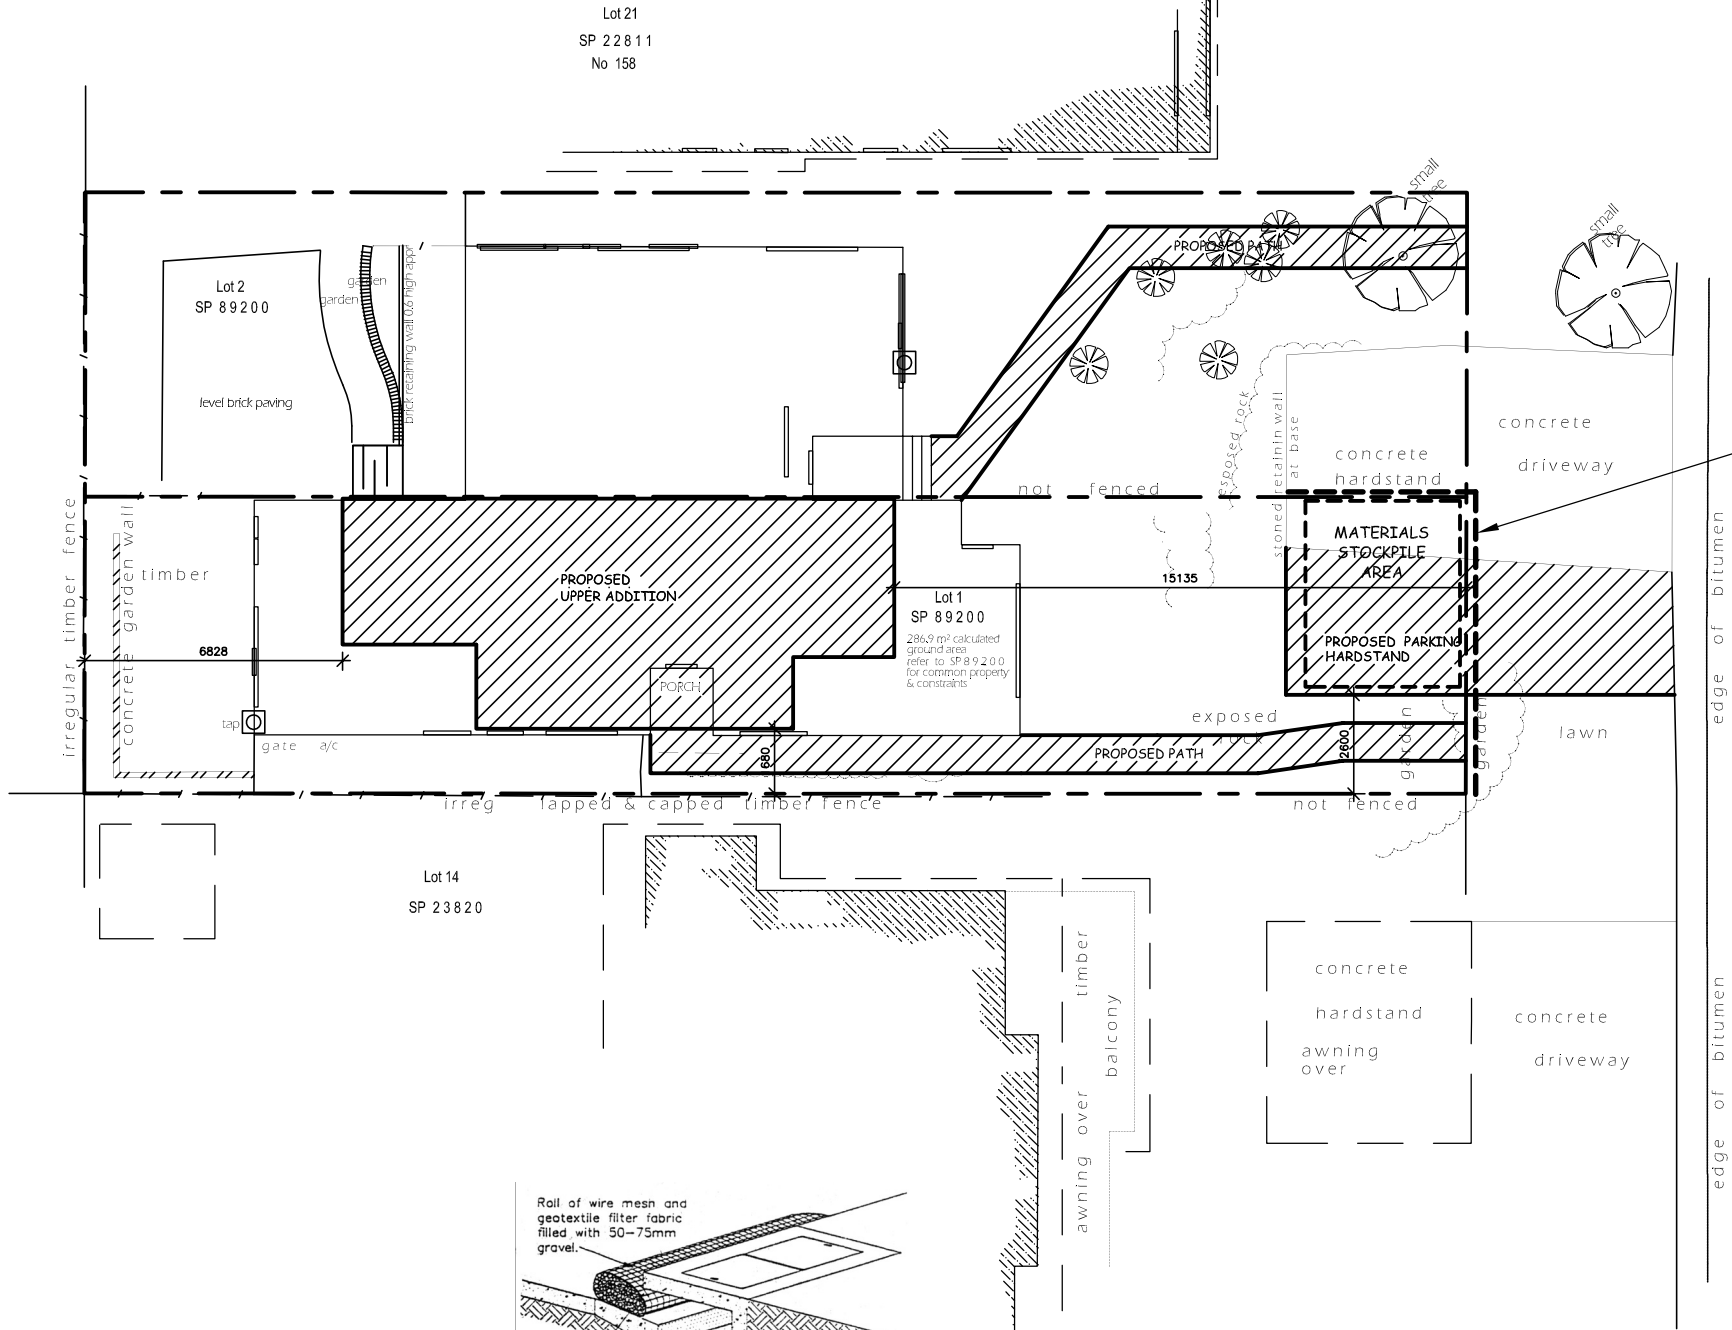 Lot 21
SP 22811
No 158
small
tree
small
tree
PROPOSED PATH
garden
garden
brick retaining wall 0.6 high appr
Lot 2
SP 89200
level brick paving
exposed rock
stoned retainin wall
at base
concrete
hardstand
concrete
driveway
not fenced
irregular timber fence
concrete garden wall
timber
MATERIALS
STOCKPILE
AREA
PROPOSED
UPPER ADDITION
15135
Lot 1
SP 89200
286.9 m² calculated
ground area
refer to SP89200
for common property
& constraints
PROPOSED PARKING
HARDSTAND
6828
PORCH
tap
gate a/c
680
exposed
rock
PROPOSED PATH
2600
garden
garden
lawn
edge of bitumen
irreg lapped & capped timber fence
not fenced
Lot 14
SP 23820
timber
balcony
awning over
concrete
hardstand
awning
over
concrete
driveway
edge of bitumen
Roll of wire mesh and
geotextile filter fabric
filled with 50-75mm
gravel.